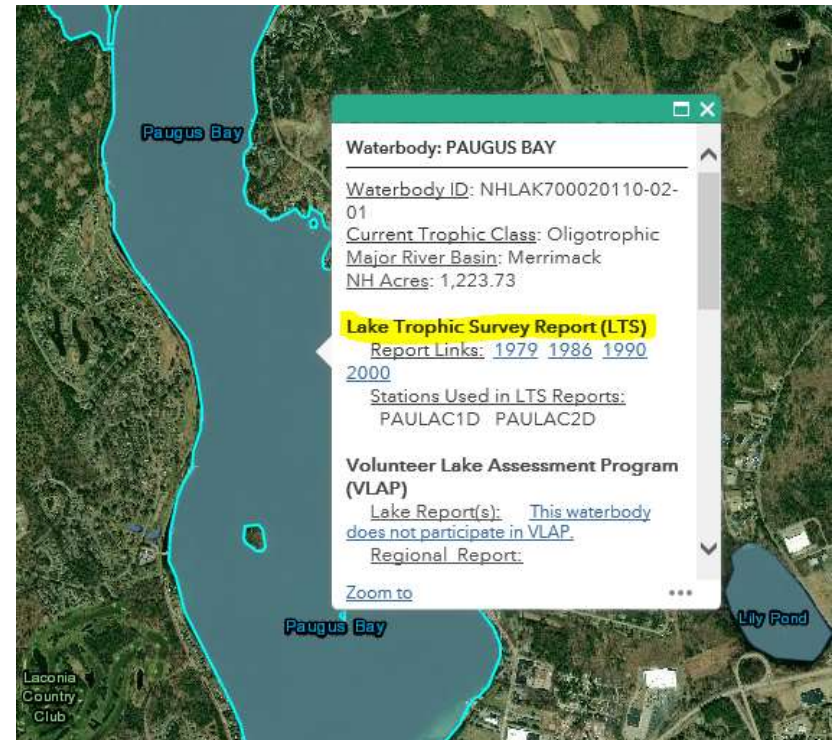 Paugus Bay
Waterbody: PAUGUS BAY
Waterbody ID: NHLAK700020110-02-
01
Current Trophic Class: Oligotrophic
Major River Basin: Merrimack
NH Acres: 1,223.73
Lake Trophic Survey Report (LTS)
Report Links: 1979 1986 1990
2000
Stations Used in LTS Reports:
PAULAC1D PAULAC2D
Volunteer Lake Assessment Program
(VLAP)
Lake Report(s): This waterbody
does not participate in VLAP.
Regional Report:
Zoom to
Lily Pond
Paugus Bay
Laconia
Country
Club